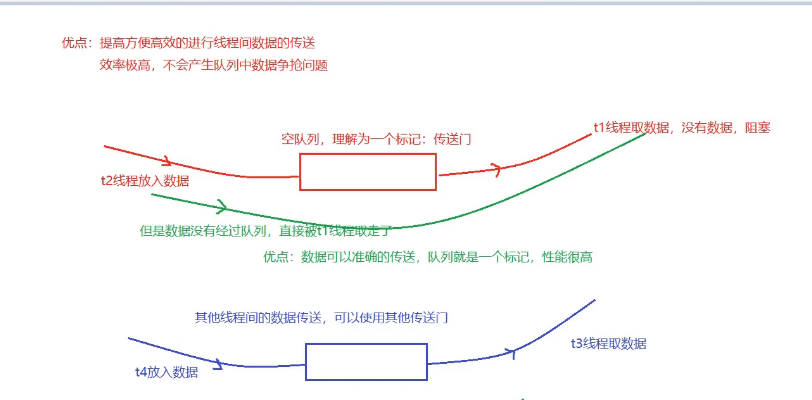 优点：提高方便高效的进行线程间数据的传送
效率极高，不会产生队列中数据争抢问题
t1线程取数据，没有数据，阻塞
空队列，理解为一个标记：传送门
t2线程放入数据
但是数据没有经过队列，直接被t1线程取走了
优点：数据可以准确的传送，队列就是一个标记，性能很高
其他线程间的数据传送，可以使用其他传送门
t3线程取数据
t4放入数据